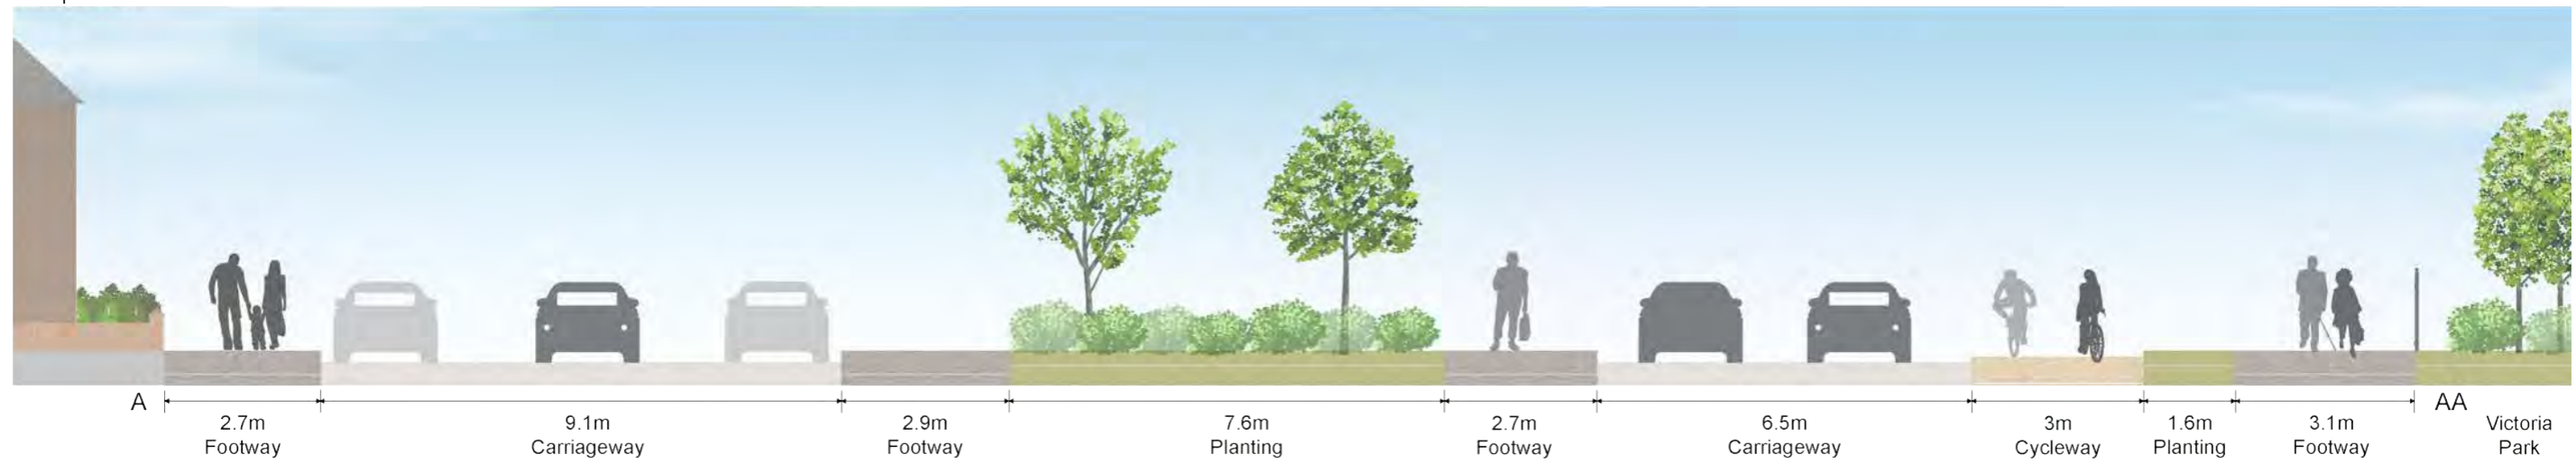 A
AA
2.7m
Footway
9.1m
Carriageway
2.9m
Footway
7.6m
Planting
2.7m
Footway
6.5m
Carriageway
3m
Cycleway
1.6m
Planting
3.1m
Footway
Victoria
Park